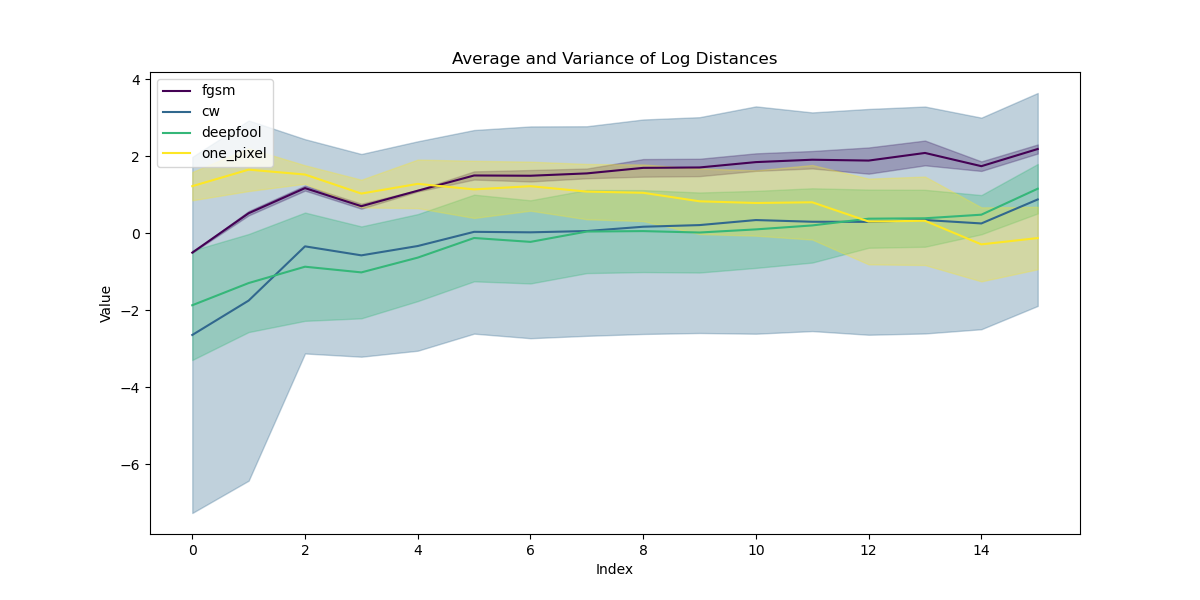 Average and Variance of Log Distances
fgsm
cw
deepfool
one_pixel
4
2
0
−2
−4
−6
Value
0 2 4 6 8 10 12 14
Index